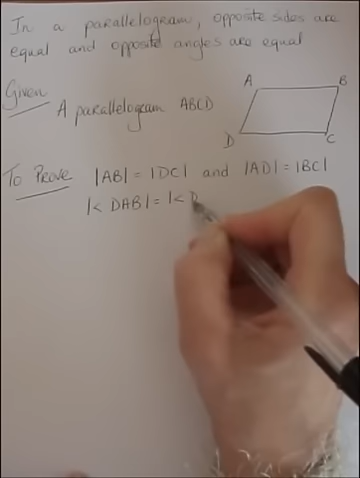 In a parallelogram, opposite sides are
equal and opposite angles are equal
Given
A parallelogram ABCD
A
B
D
C
To Prove |AB| = |DC| and |AD| = |BC|
|< DAB| = |<